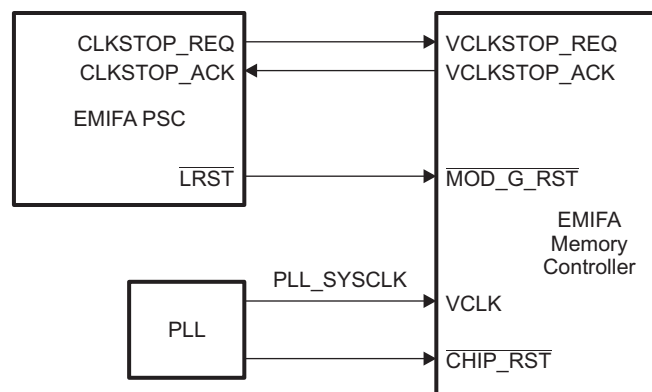 CLKSTOP_REQ
VCLKSTOP_REQ
CLKSTOP_ACK
VCLKSTOP_ACK
EMIFA PSC
LRST
MOD_G_RST
EMIFA
Memory
Controller
PLL_SYSCLK
VCLK
PLL
CHIP_RST